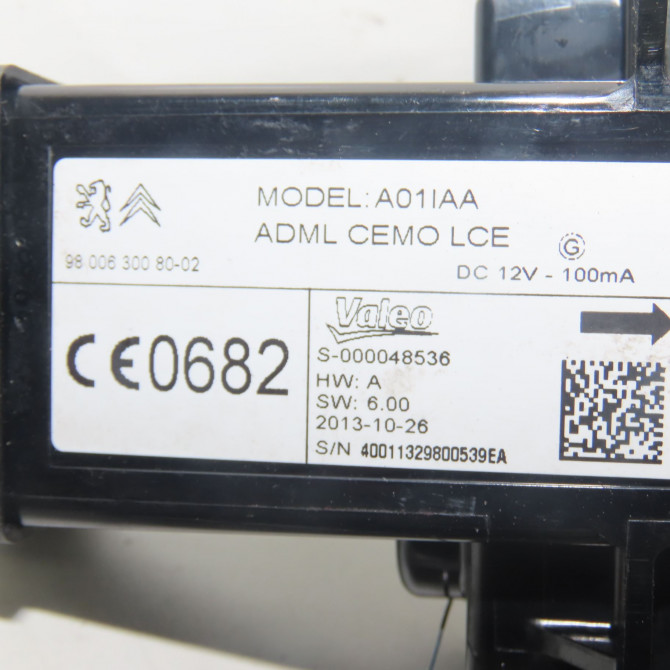 MODEL: A01IAA
ADML CEMO LCE
G
98 006 300 80-02
DC 12V - 100mA
CE0682
Valeo
S-000048536
HW: A
SW: 6.00
2013-10-26
S/N 40011329800539EA